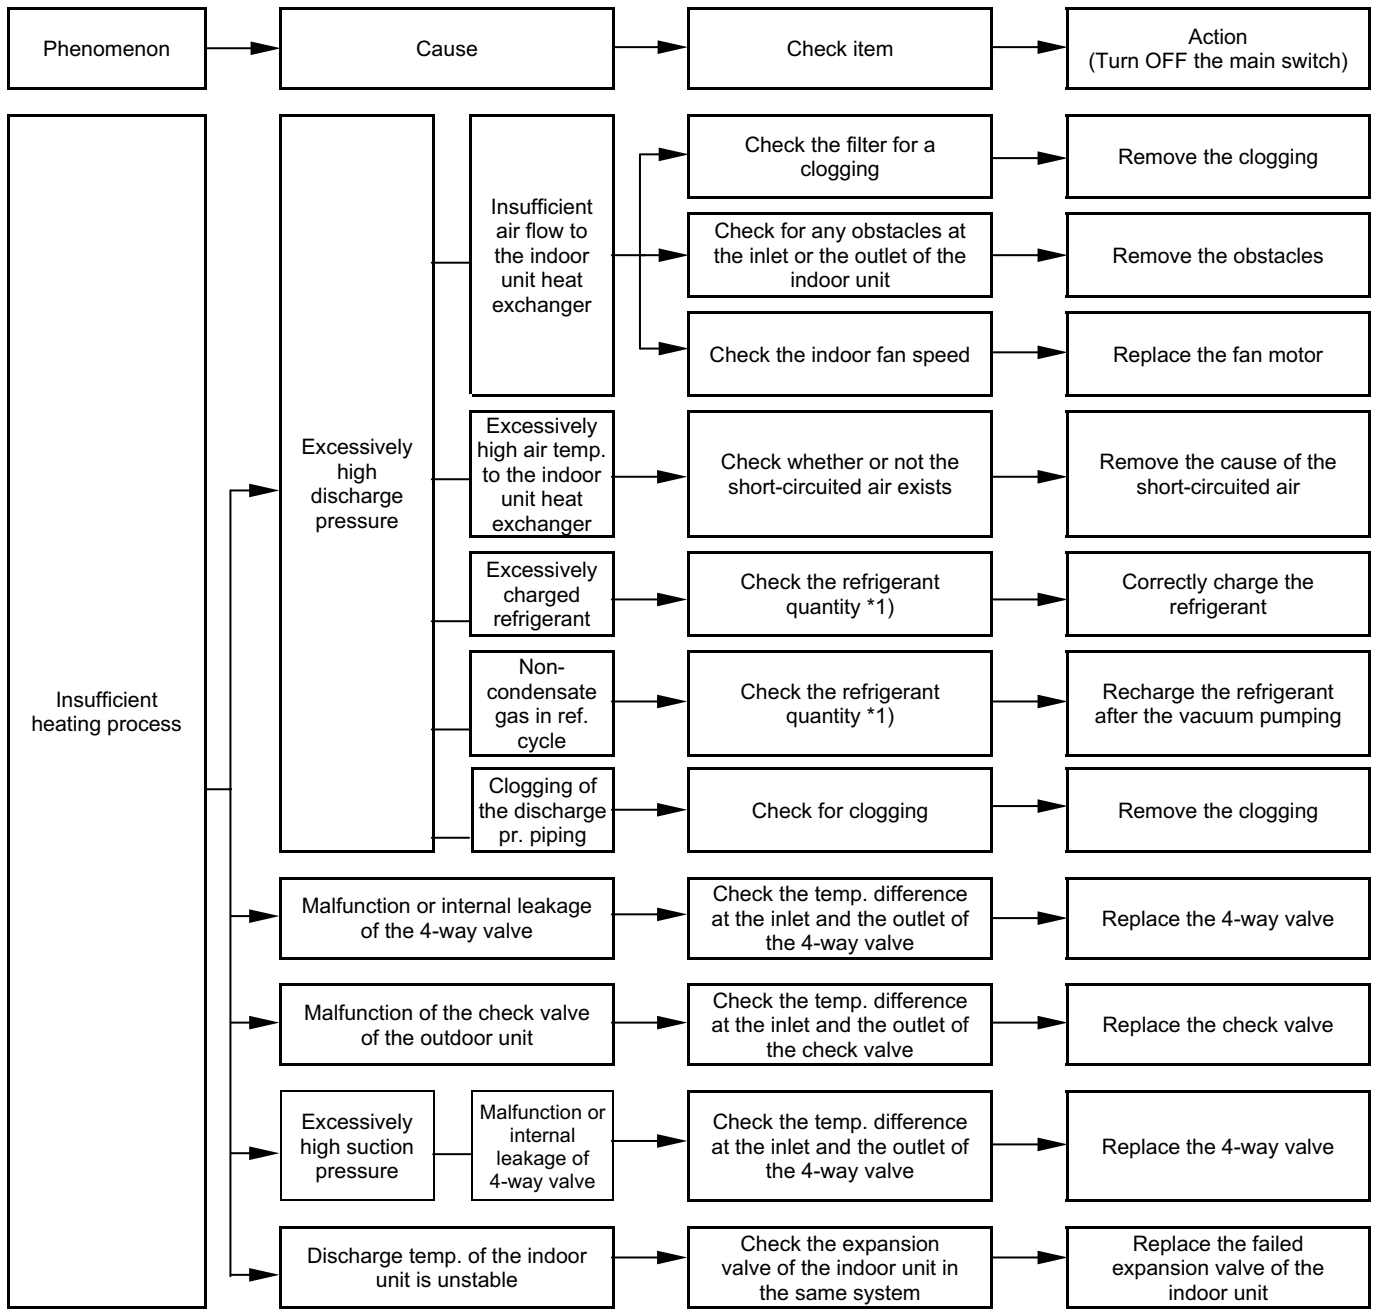 Phenomenon
Cause
Check item
Action
(Turn OFF the main switch)
Insufficient
heating process
Excessively
high
discharge
pressure
Insufficient
air flow to
the indoor
unit heat
exchanger
Check the filter for a
clogging
Remove the clogging
Check for any obstacles at
the inlet or the outlet of the
indoor unit
Remove the obstacles
Check the indoor fan speed
Replace the fan motor
Excessively
high air temp.
to the indoor
unit heat
exchanger
Check whether or not the
short-circuited air exists
Remove the cause of the
short-circuited air
Excessively
charged
refrigerant
Check the refrigerant
quantity *1)
Correctly charge the
refrigerant
Non-
condensate
gas in ref.
cycle
Check the refrigerant
quantity *1)
Recharge the refrigerant
after the vacuum pumping
Clogging of
the discharge
pr. piping
Check for clogging
Remove the clogging
Malfunction or internal leakage
of the 4-way valve
Check the temp. difference
at the inlet and the outlet of
the 4-way valve
Replace the 4-way valve
Malfunction of the check valve
of the outdoor unit
Check the temp. difference
at the inlet and the outlet of
the check valve
Replace the check valve
Excessively
high suction
pressure
Malfunction or
internal
leakage of
4-way valve
Check the temp. difference
at the inlet and the outlet of
the 4-way valve
Replace the 4-way valve
Discharge temp. of the indoor
unit is unstable
Check the expansion
valve of the indoor unit in
the same system
Replace the failed
expansion valve of the
indoor unit